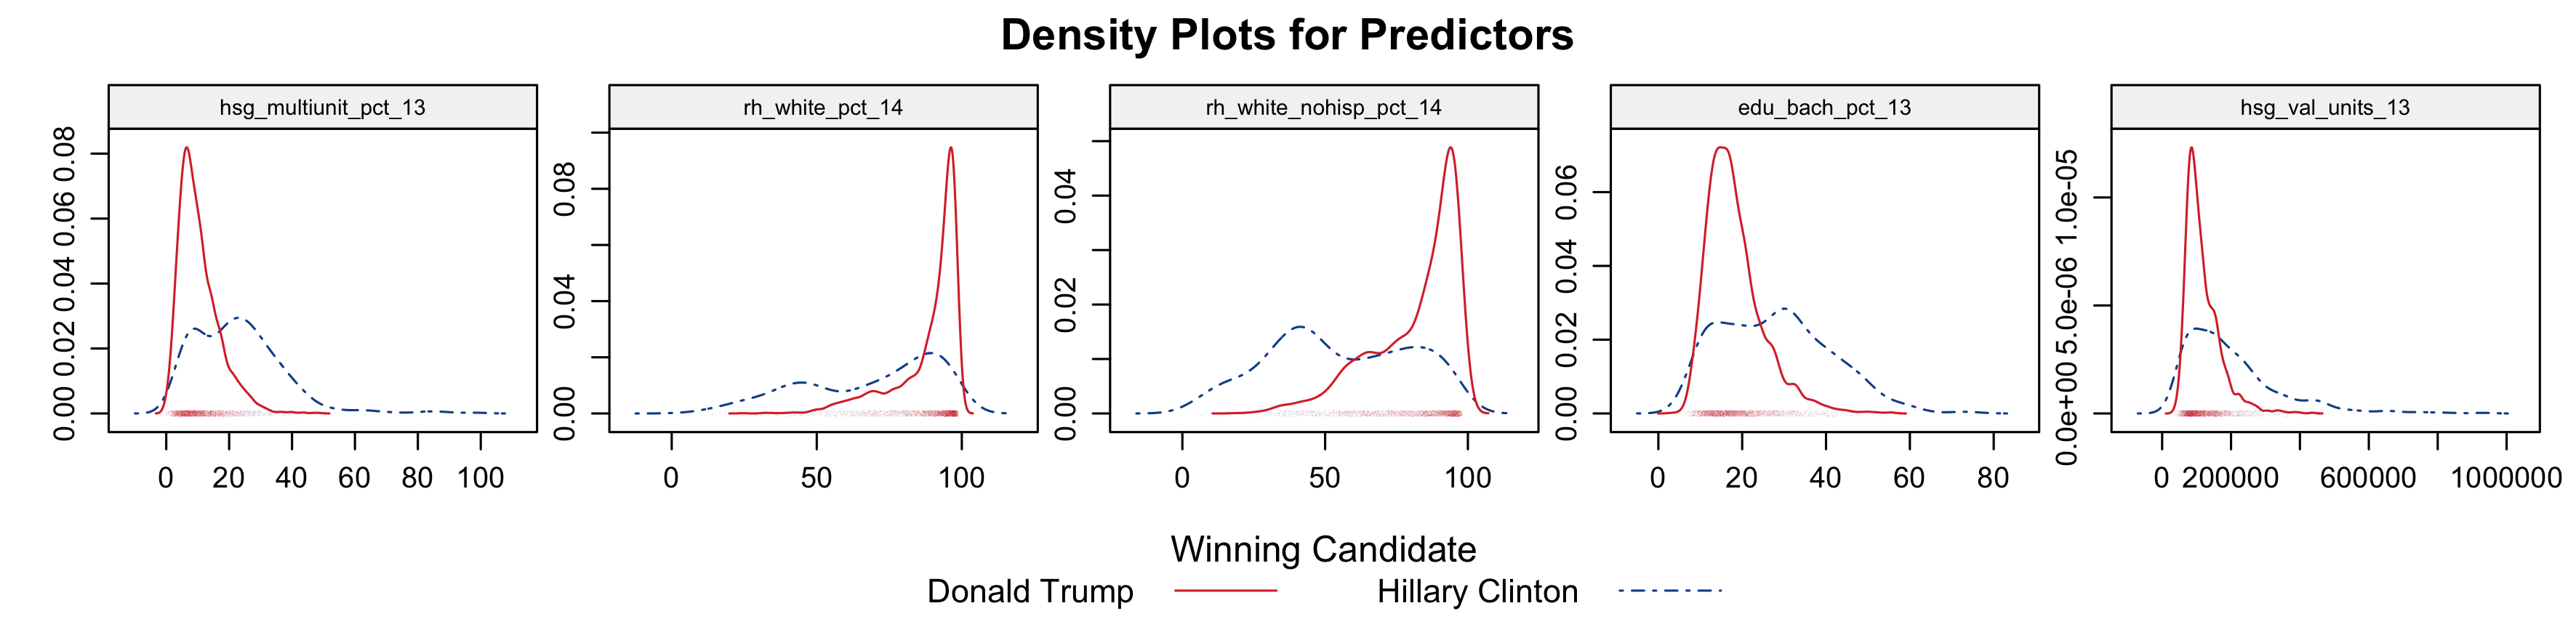 Density Plots for Predictors
hsg_multiunit_pct_13
0.00 0.02 0.04 0.06 0.08
0 20 40 60 80 100
rh_white_pct_14
0.00 0.04 0.08
0 50 100
rh_white_nohisp_pct_14
0.00 0.02 0.04
0 50 100
edu_bach_pct_13
0.00 0.02 0.04 0.06
0 20 40 60 80
hsg_val_units_13
0.0e+00 5.0e-06 1.0e-05
0 200000 600000 1000000
Winning Candidate
Donald Trump Hillary Clinton